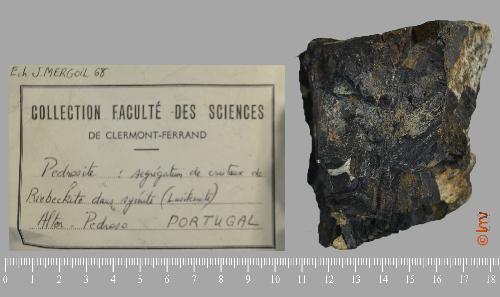 Ech. J. MERGOIL 68
COLLECTION FACULTÉ DES SCIENCES
DE CLERMONT-FERRAND
Pedrosite : ségrégation de cristaux de
Riebeckite dans syénite (Lusitanite)
Alter - Pedroso PORTUGAL
0 1 2 3 4 5 6 7 8 9 10 11 12 13 14 15 16 17 18